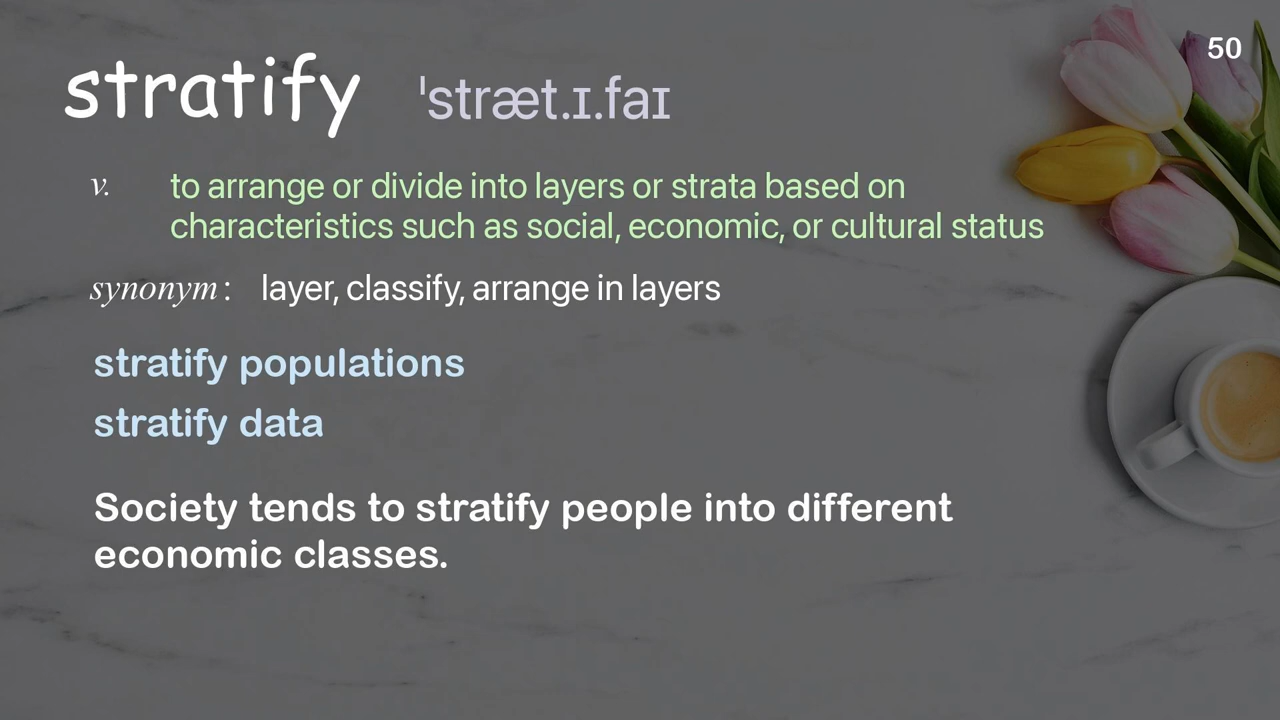 50
stratify ˈstræt.ɪ.faɪ
v. to arrange or divide into layers or strata based on
characteristics such as social, economic, or cultural status
synonym : layer, classify, arrange in layers
stratify populations
stratify data
Society tends to stratify people into different
economic classes.